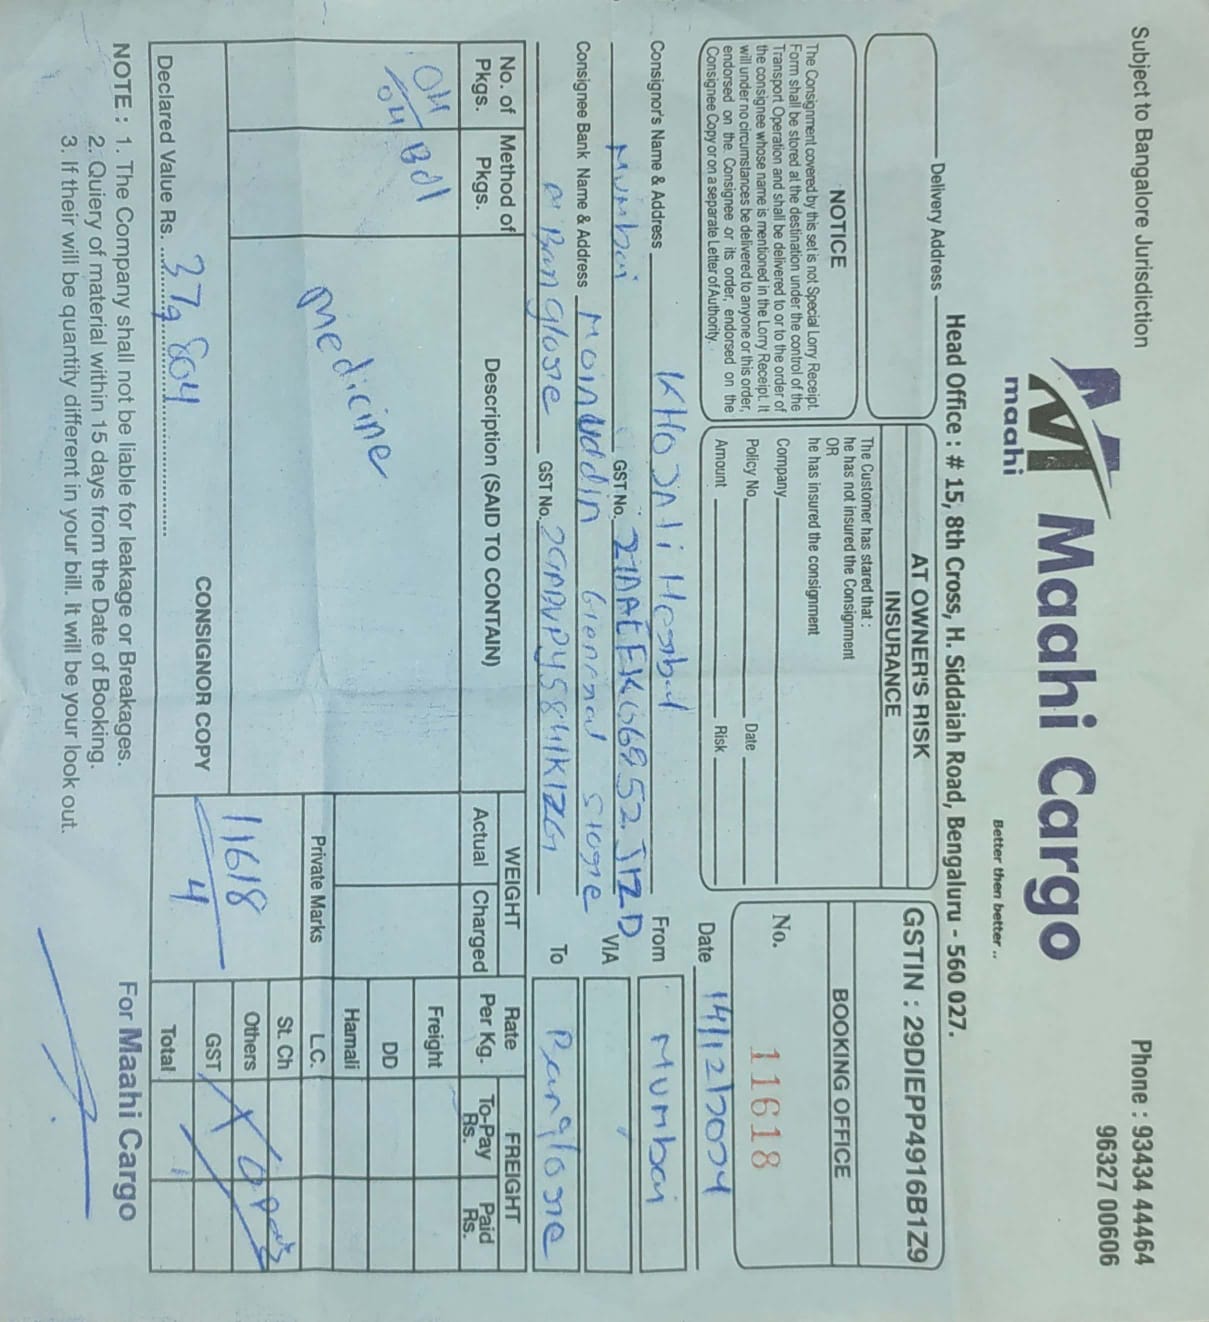 Subject to Bangalore Jurisdiction
Phone : 93434 44464
96327 00606
maahi
Maahi Cargo
Better then better ..
Head Office : # 15, 8th Cross, H. Siddaiah Road, Bengaluru - 560 027.
Delivery Address
AT OWNER'S RISK
INSURANCE
GSTIN : 29DIEPP4916B1Z9
BOOKING OFFICE
No. 11618
NOTICE
The Consignment covered by this set is not Special Lorry Receipt
Form shall be stored at the destination under the control of the
Transport Operation and shall be delivered to or to the order of
the consignee whose name is mentioned in the Lorry Receipt. It
will under no circumstances be delivered to anyone or this order,
endorsed on the. Consignee or its order, endorsed on the
Consignee Copy or on a separate Letter of Authority.
The Customer has stared that :
he has not insured the Consignment
OR
he has insured the consignment
Company
Policy No. Date
Amount Risk
Date 14/12/2024
Consignor's Name & Address KHOJATI Herbal
From Mumbai
Mumbai GST No.
VIA
Consignee Bank Name & Address Moinuddin General Store
To Banglore
Banglore GST No.
No. of Pkgs.
Method of Pkgs.
Description (SAID TO CONTAIN)
WEIGHT
Actual Charged
Rate Per Kg.
FREIGHT
To-Pay Rs.
Paid Rs.
04
04
Box
Medicine
Freight
DD
Hamali
Private Marks
L.C.
St. Ch
Others
GST
Total
11618
4
CONSIGNOR COPY
Declared Value Rs. 37,804
NOTE : 1. The Company shall not be liable for leakage or Breakages.
2. Quiery of material within 15 days from the Date of Booking.
3. If their will be quantity different in your bill. It will be your look out.
For Maahi Cargo